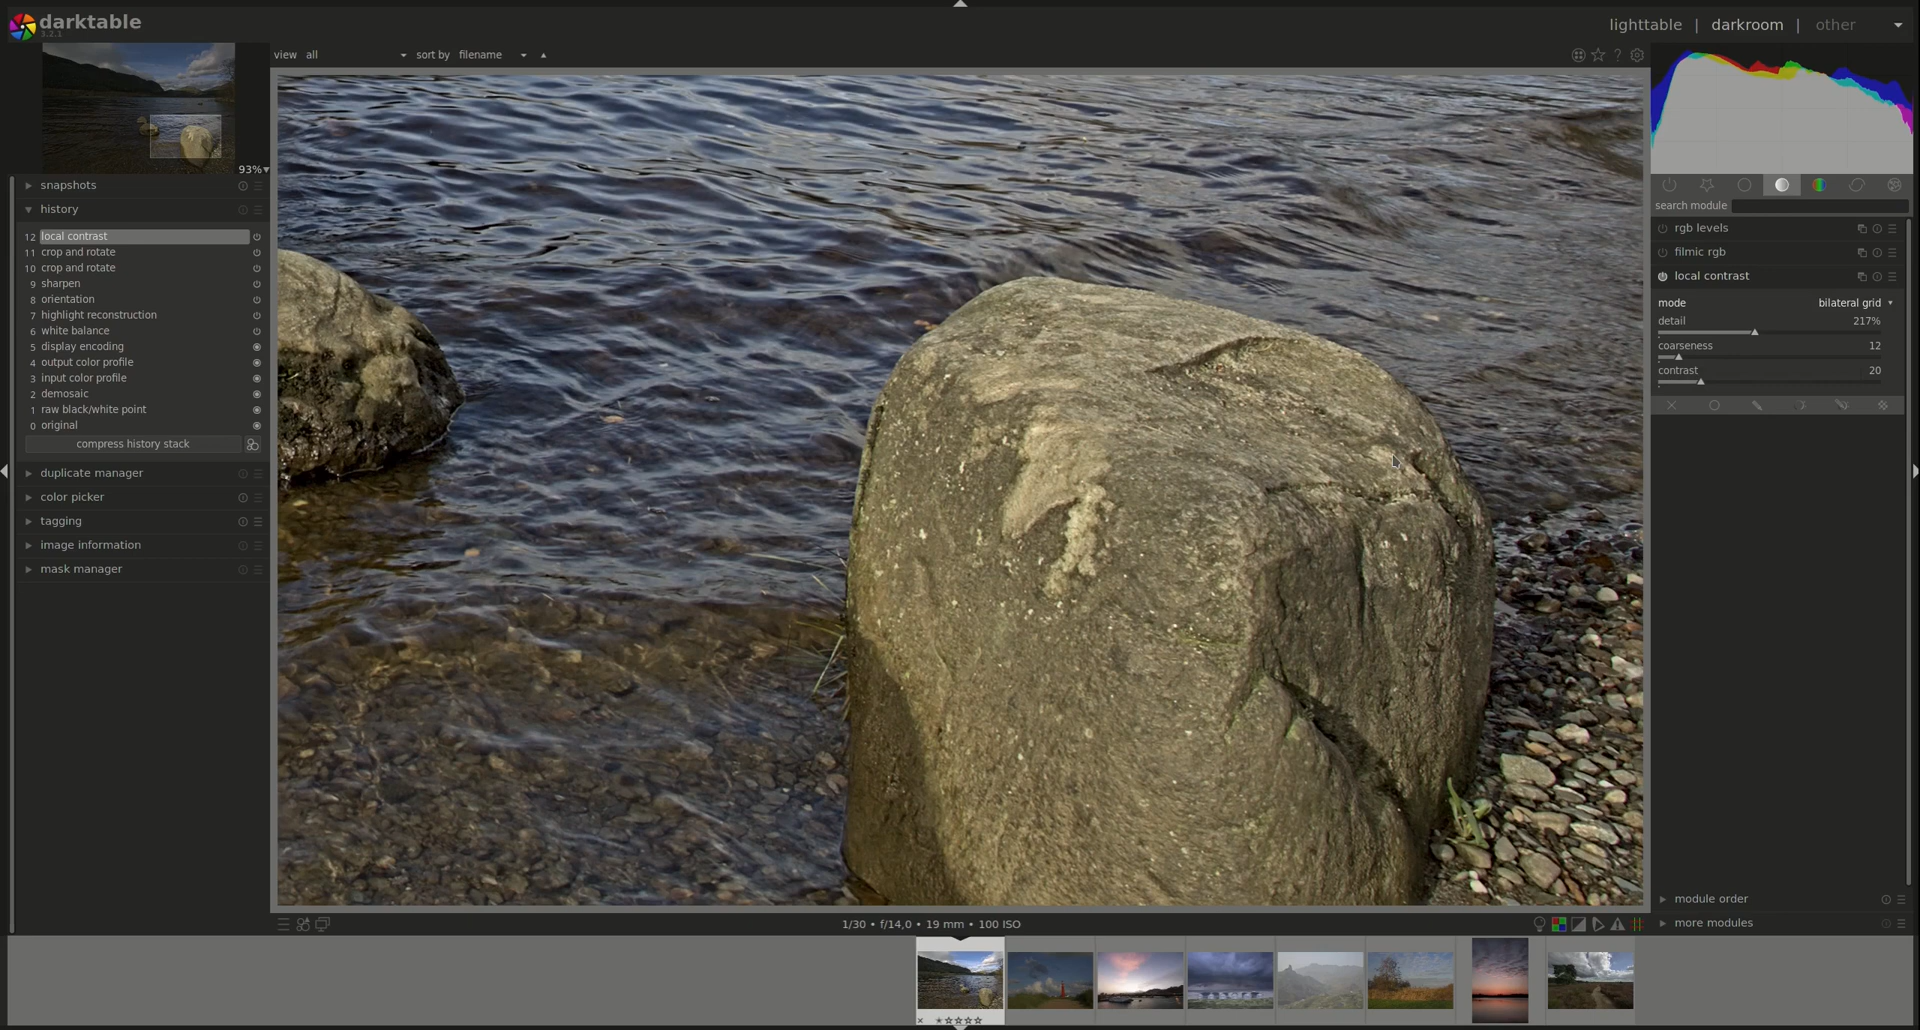 darktable
3.2.1
lighttable | darkroom | other
view all sort by filename
93%
snapshots
history
12 local contrast
11 crop and rotate
10 crop and rotate
9 sharpen
8 orientation
7 highlight reconstruction
6 white balance
5 display encoding
4 output color profile
3 input color profile
2 demosaic
1 raw black/white point
0 original
compress history stack
duplicate manager
color picker
tagging
image information
mask manager
search module
rgb levels
filmic rgb
local contrast
mode bilateral grid
detail 217%
coarseness 12
contrast 20
module order
more modules
1/30 • f/14,0 • 19 mm • 100 ISO